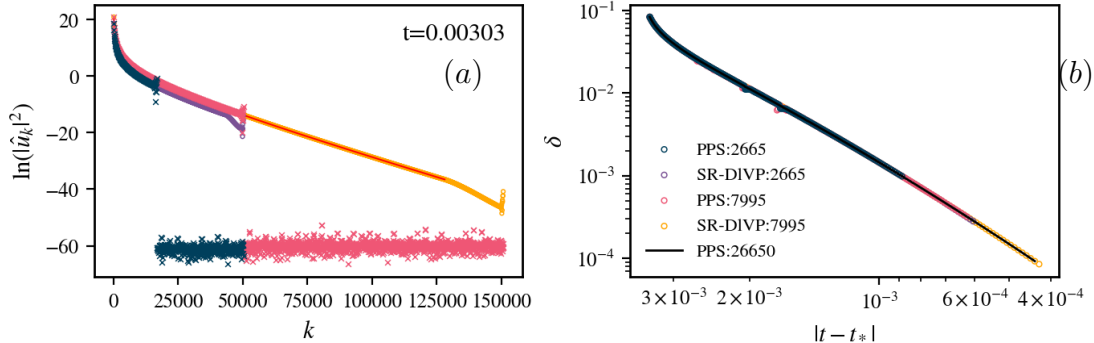 t=0.00303
(a)
ln(|û_k|²)
20
0
−20
−40
−60
0 25000 50000 75000 100000 125000 150000
k
(b)
δ
10⁻¹
10⁻²
10⁻³
10⁻⁴
PPS:2665
SR-DIVP:2665
PPS:7995
SR-DIVP:7995
PPS:26650
3 × 10⁻³ 2 × 10⁻³ 10⁻³ 6 × 10⁻⁴ 4 × 10⁻⁴
|t − t_*|